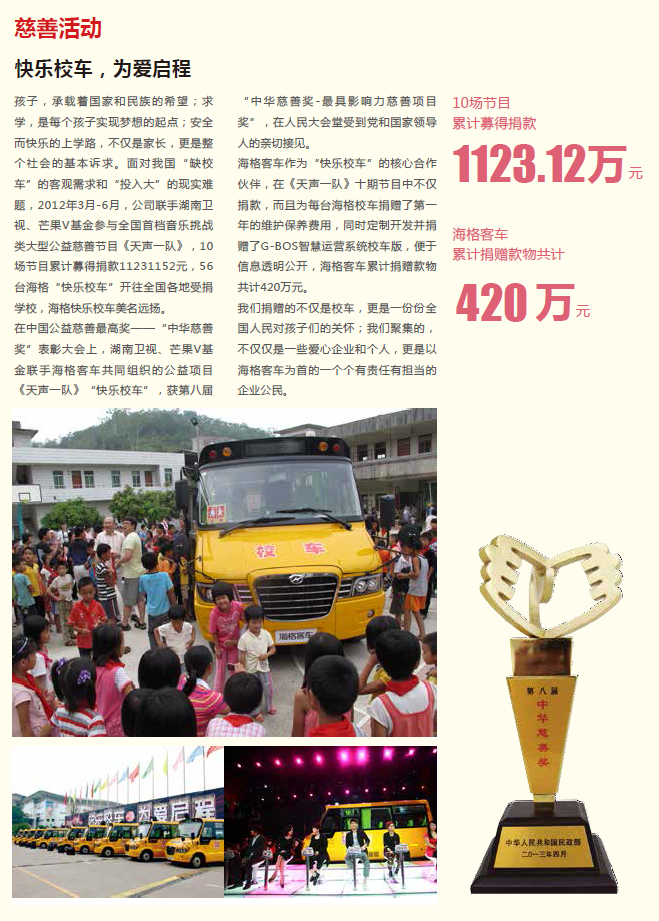 慈善活动
快乐校车，为爱启程
孩子，承载着国家和民族的希望；求
学，是每个孩子实现梦想的起点；安全
而快乐的上学路，不仅是家长，更是整
个社会的基本诉求。面对我国“缺校
车”的客观需求和“投入大”的现实难
题，2012年3月-6月，公司联手湖南卫
视、芒果V基金参与全国首档音乐挑战
类大型公益慈善节目《天声一队》，10
场节目累计募得捐款11231152元，56
台海格“快乐校车”开往全国各地受捐
学校，海格快乐校车美名远扬。
在中国公益慈善最高奖——“中华慈善
奖”表彰大会上，湖南卫视、芒果V基
金联手海格客车共同组织的公益项目
《天声一队》“快乐校车”，获第八届
“中华慈善奖-最具影响力慈善项目
奖”，在人民大会堂受到党和国家领导
人的亲切接见。
海格客车作为“快乐校车”的核心合作
伙伴，在《天声一队》十期节目中不仅
捐款，而且为每台海格校车捐赠了第一
年的维护保养费用，同时定制开发并捐
赠了G-BOS智慧运营系统校车版，便于
信息透明公开，海格客车累计捐赠款物
共计420万元。
我们捐赠的不仅是校车，更是一份份全
国人民对孩子们的关怀；我们聚集的，
不仅仅是一些爱心企业和个人，更是以
海格客车为首的一个个有责任有担当的
企业公民。
10场节目
累计募得捐款
1123.12万元
海格客车
累计捐赠款物共计
420万元
校车
海格客车
快乐校车 为爱启程
第八届
中华慈善奖
中华人民共和国民政部
二〇一三年四月